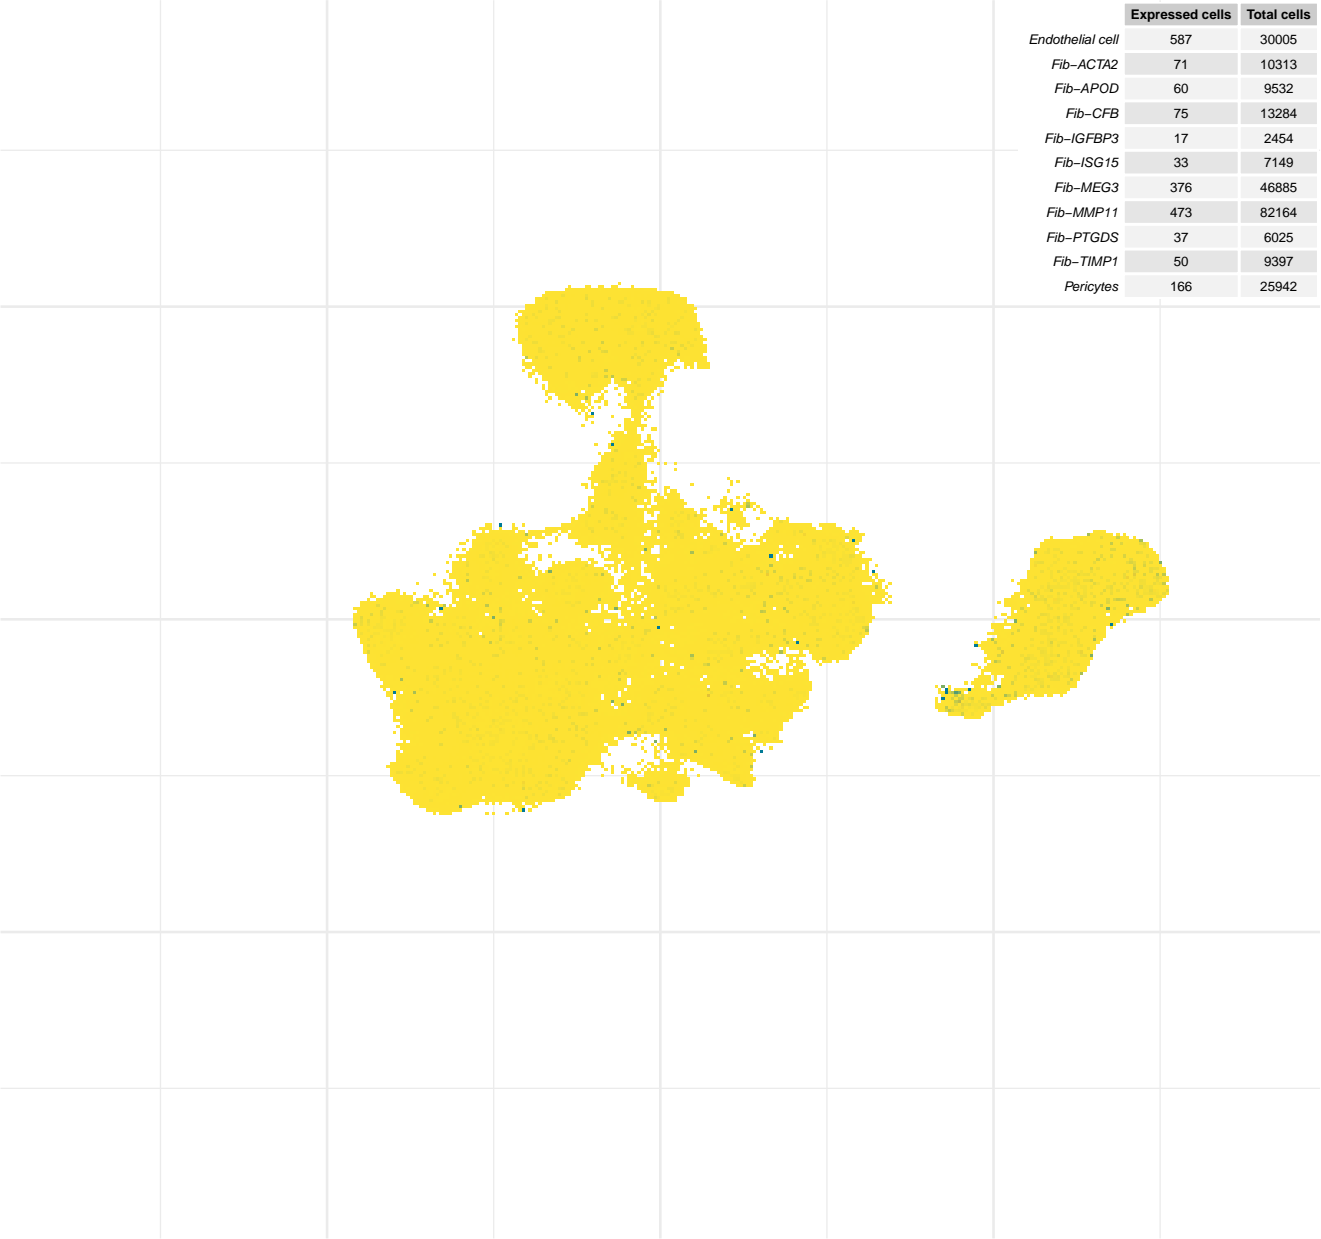 Expressed cells Total cells
Endothelial cell 587 30005
Fib−ACTA2 71 10313
Fib−APOD 60 9532
Fib−CFB 75 13284
Fib−IGFBP3 17 2454
Fib−ISG15 33 7149
Fib−MEG3 376 46885
Fib−MMP11 473 82164
Fib−PTGDS 37 6025
Fib−TIMP1 50 9397
Pericytes 166 25942